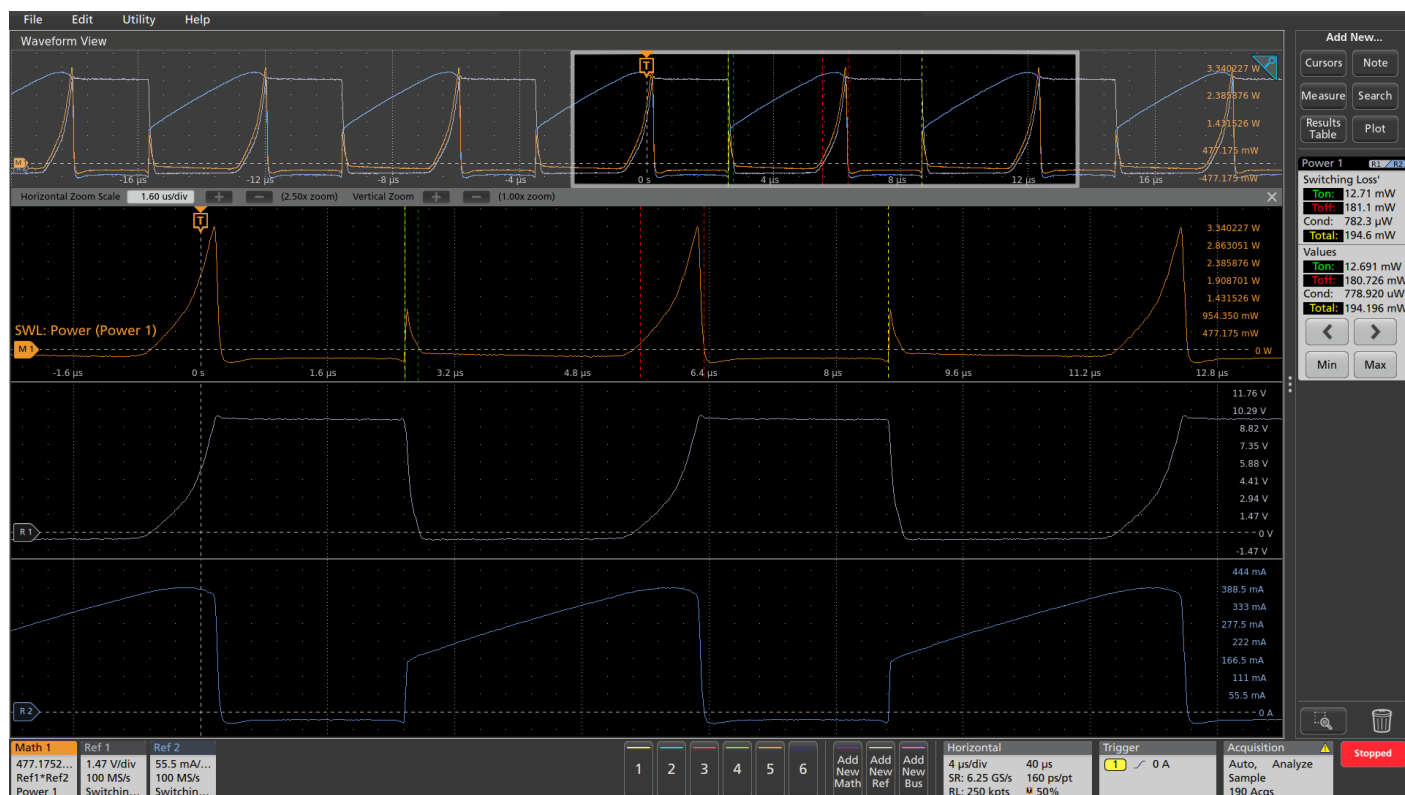 File Edit Utility Help
Waveform View
T
3.340227 W
2.385876 W
1.431526 W
477.175 mW
-477.175 mW
M 1
-16 µs -12 µs -8 µs -4 µs 0 s 4 µs 8 µs 12 µs 16 µs
Horizontal Zoom Scale 1.60 us/div + − (2.50x zoom) Vertical Zoom + − (1.00x zoom) ×
T
3.340227 W
2.863051 W
2.385876 W
1.908701 W
1.431526 W
954.350 mW
477.175 mW
0 W
SWL: Power (Power 1)
M 1
-1.6 µs 0 s 1.6 µs 3.2 µs 4.8 µs 6.4 µs 8 µs 9.6 µs 11.2 µs 12.8 µs
11.76 V
10.29 V
8.82 V
7.35 V
5.88 V
4.41 V
2.94 V
1.47 V
0 V
-1.47 V
R 1
444 mA
388.5 mA
333 mA
277.5 mA
222 mA
166.5 mA
111 mA
55.5 mA
0 A
R 2
Add New...
Cursors Note
Measure Search
Results Table Plot
Power 1 R1 R2
Switching Loss'
Ton: 12.71 mW
Toff: 181.1 mW
Cond: 782.3 µW
Total: 194.6 mW
Values
Ton: 12.691 mW
Toff: 180.726 mW
Cond: 778.920 uW
Total: 194.196 mW
< >
Min Max
Math 1
477.1752...
Ref1*Ref2
Power 1
Ref 1
1.47 V/div
100 MS/s
Switchin...
Ref 2
55.5 mA/...
100 MS/s
Switchin...
1 2 3 4 5 6
Add New Math
Add New Ref
Add New Bus
Horizontal
4 µs/div 40 µs
SR: 6.25 GS/s 160 ps/pt
RL: 250 kpts 50%
Trigger
1 0 A
Acquisition
Auto, Analyze
Sample
190 Acqs
Stopped